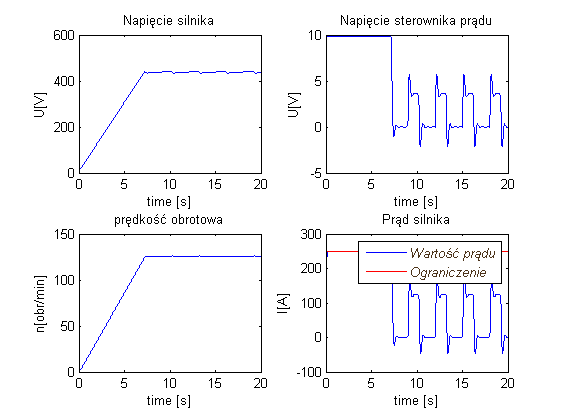 Napięcie silnika
600
400
200
0
U[V]
0 5 10 15 20
time [s]
Napięcie sterownika prądu
10
5
0
-5
U[V]
0 5 10 15 20
time [s]
prędkość obrotowa
150
100
50
0
n[obr/min]
0 5 10 15 20
time [s]
Prąd silnika
300
200
100
0
-100
I[A]
Wartość prądu
Ograniczenie
0 5 10 15 20
time [s]